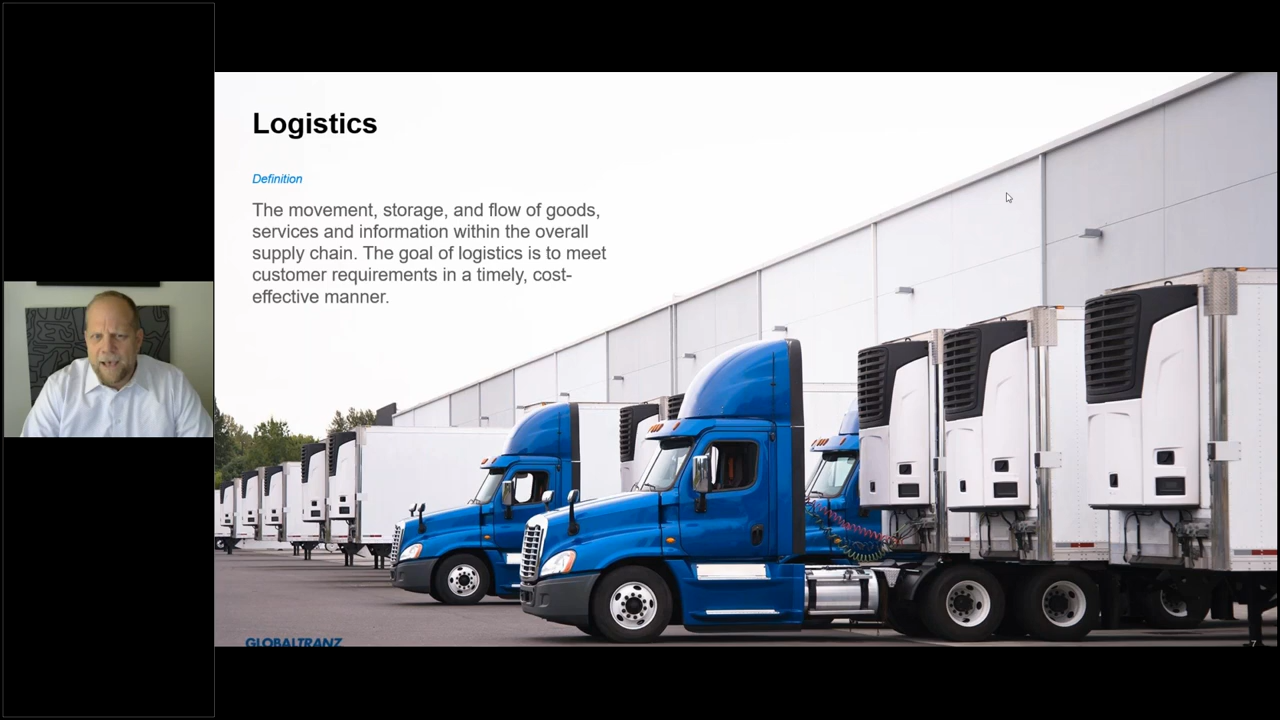 Logistics
Definition
The movement, storage, and flow of goods,
services and information within the overall
supply chain. The goal of logistics is to meet
customer requirements in a timely, cost-
effective manner.
GLOBALTRANZ
7